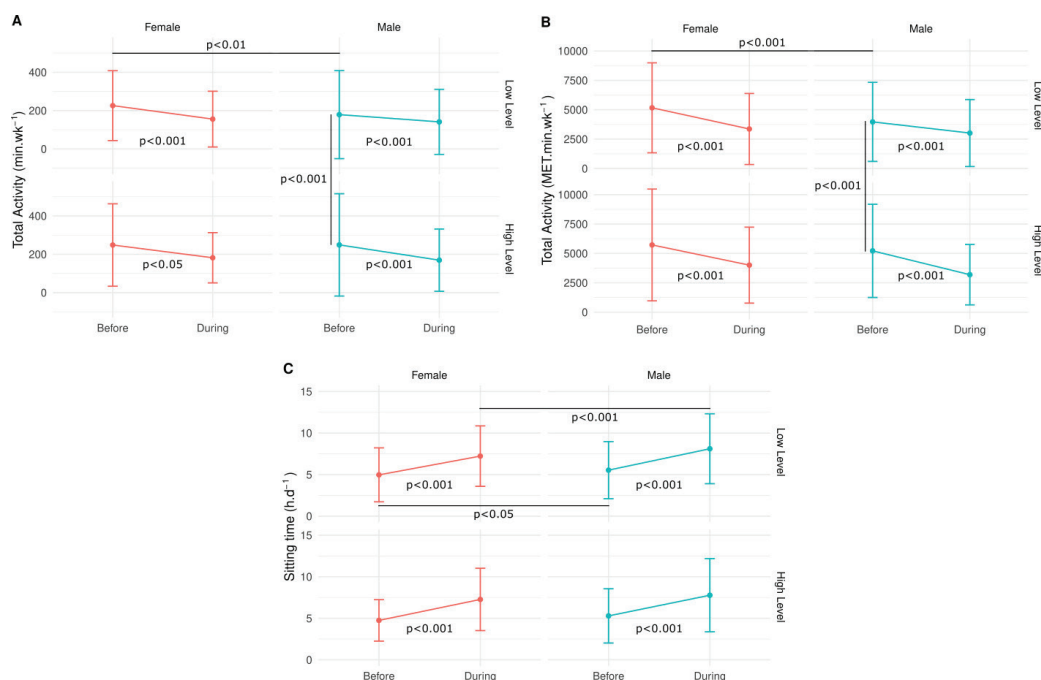 A
Female
Male
p<0.01
400
200
0
p<0.001
P<0.001
Low Level
p<0.001
400
200
0
p<0.05
p<0.001
High Level
Total Activity (min.wk⁻¹)
Before
During
Before
During
B
Female
Male
p<0.001
10000
7500
5000
2500
0
p<0.001
p<0.001
Low Level
p<0.001
10000
7500
5000
2500
0
p<0.001
p<0.001
High Level
Total Activity (MET.min.wk⁻¹)
Before
During
Before
During
C
Female
Male
15
10
5
0
p<0.001
p<0.001
p<0.001
Low Level
p<0.05
15
10
5
0
p<0.001
p<0.001
High Level
Sitting time (h.d⁻¹)
Before
During
Before
During